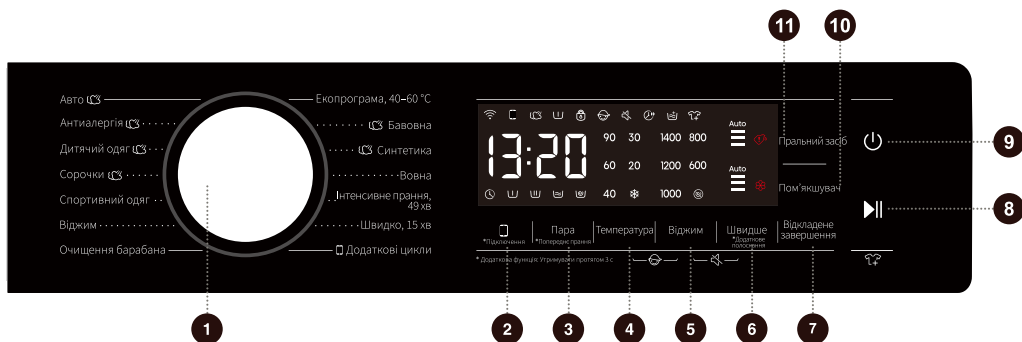 11
10
Авто
Екопрограма, 40–60 °C
Антиалергія
Бавовна
Дитячий одяг
Синтетика
Сорочки
Вовна
Спортивний одяг
Інтенсивне прання,
49 хв
Віджим
Швидко, 15 хв
Очищення барабана
Додаткові цикли
13:20
90 30 1400 800
60 20 1200 600
40 1000
Auto
Auto
Пральний засіб
Пом'якшувач
9
8
*Підключення
Пара
*Попереднє прання
Температура
Віджим
Швидше
*Додаткове
полоскання
Відкладене
завершення
* Додаткова функція: Утримувати протягом 3 с
1
2
3
4
5
6
7